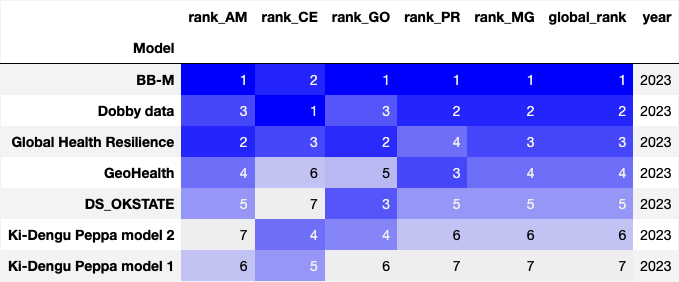 rank_AM rank_CE rank_GO rank_PR rank_MG global_rank year
Model
BB-M 1 2 1 1 1 1 2023
Dobby data 3 1 3 2 2 2 2023
Global Health Resilience 2 3 2 4 3 3 2023
GeoHealth 4 6 5 3 4 4 2023
DS_OKSTATE 5 7 3 5 5 5 2023
Ki-Dengu Peppa model 2 7 4 4 6 6 6 2023
Ki-Dengu Peppa model 1 6 5 6 7 7 7 2023